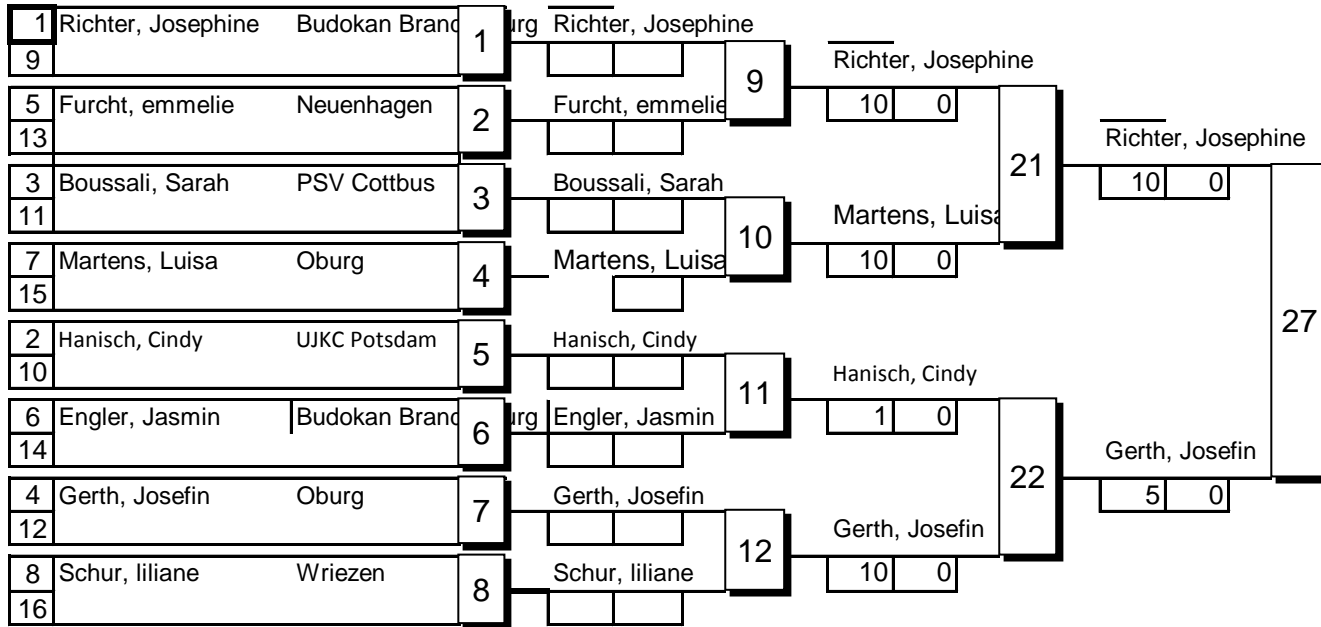 1 Richter, Josephine Budokan Branc urg Richter, Josephine
1
9
9
Richter, Josephine
10 0
5 Furcht, emmelie Neuenhagen Furcht, emmelie
2
13
Richter, Josephine
21
10 0
3 Boussali, Sarah PSV Cottbus Boussali, Sarah
3
11
10
Martens, Luisa
10 0
7 Martens, Luisa Oburg Martens, Luisa
4
15
27
2 Hanisch, Cindy UJKC Potsdam Hanisch, Cindy
5
10
11
Hanisch, Cindy
1 0
6 Engler, Jasmin Budokan Branc urg Engler, Jasmin
6
14
Gerth, Josefin
22
5 0
4 Gerth, Josefin Oburg Gerth, Josefin
7
12
12
Gerth, Josefin
10 0
8 Schur, liliane Wriezen Schur, liliane
8
16